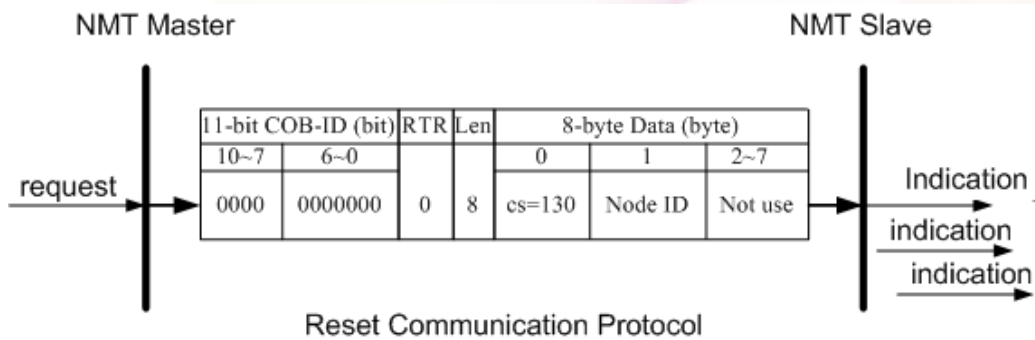 NMT Master NMT Slave
11-bit COB-ID (bit) RTR Len 8-byte Data (byte)
10~7 6~0 0 1 2~7
request 0000 0000000 0 8 cs=130 Node ID Not use Indication
indication
indication
Reset Communication Protocol